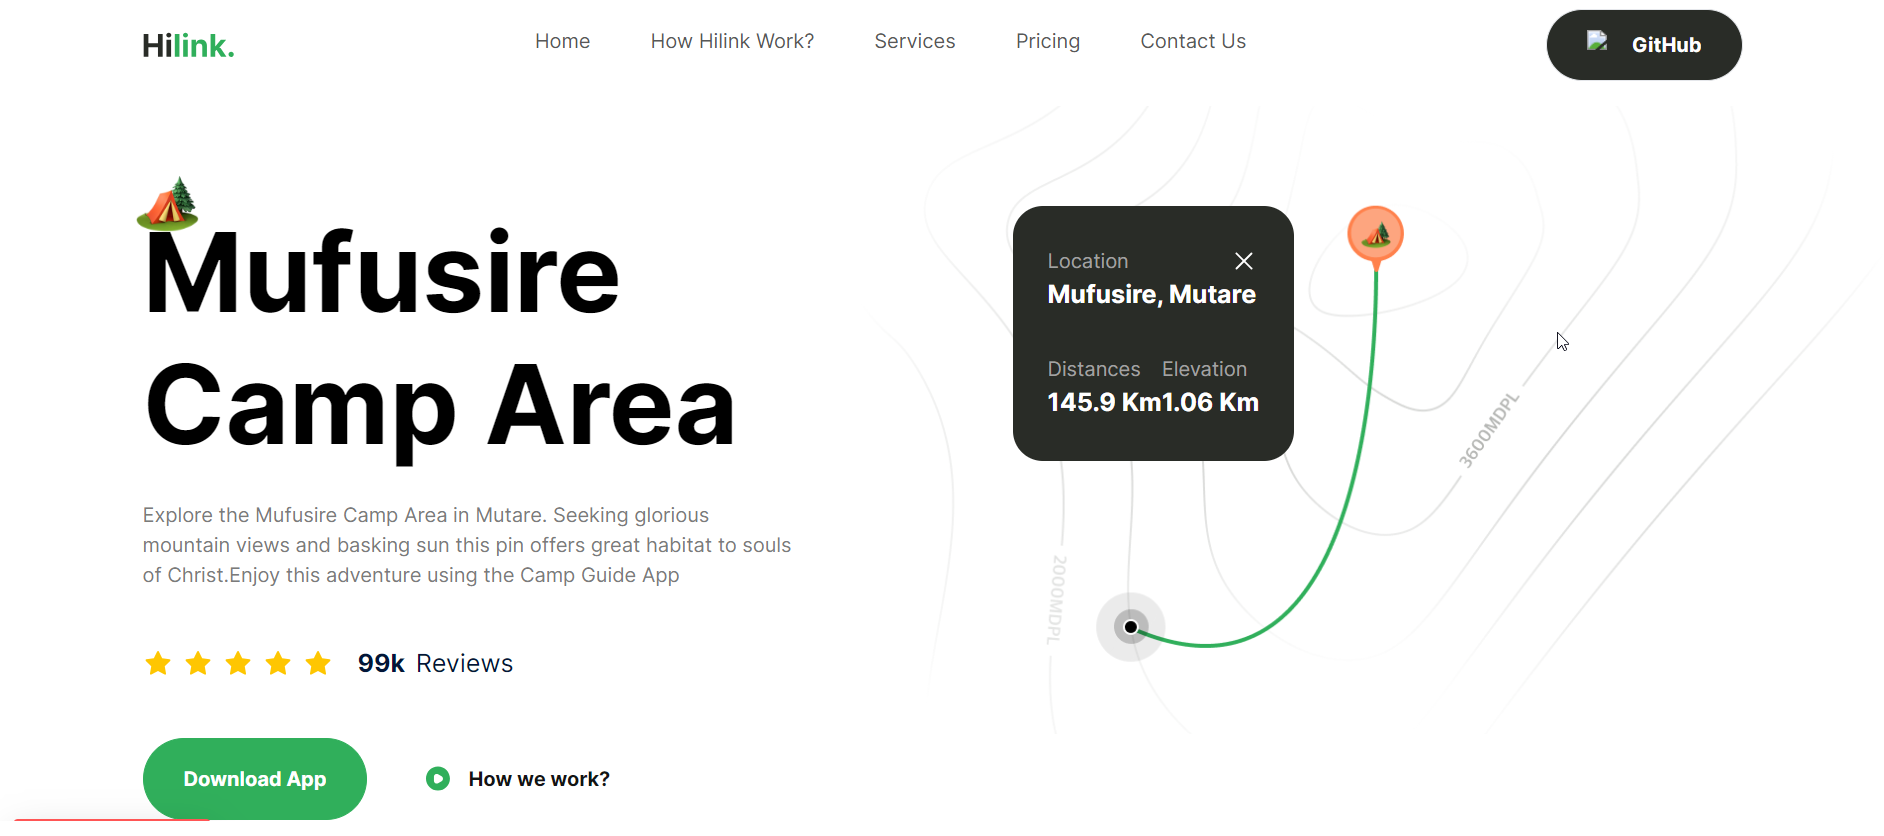 Hilink.
Home
How Hilink Work?
Services
Pricing
Contact Us
GitHub
Mufusire
Camp Area
Explore the Mufusire Camp Area in Mutare. Seeking glorious
mountain views and basking sun this pin offers great habitat to souls
of Christ.Enjoy this adventure using the Camp Guide App
99k Reviews
Download App
How we work?
Location
Mufusire, Mutare
Distances Elevation
145.9 Km1.06 Km
3600MDPL
2000MDPL